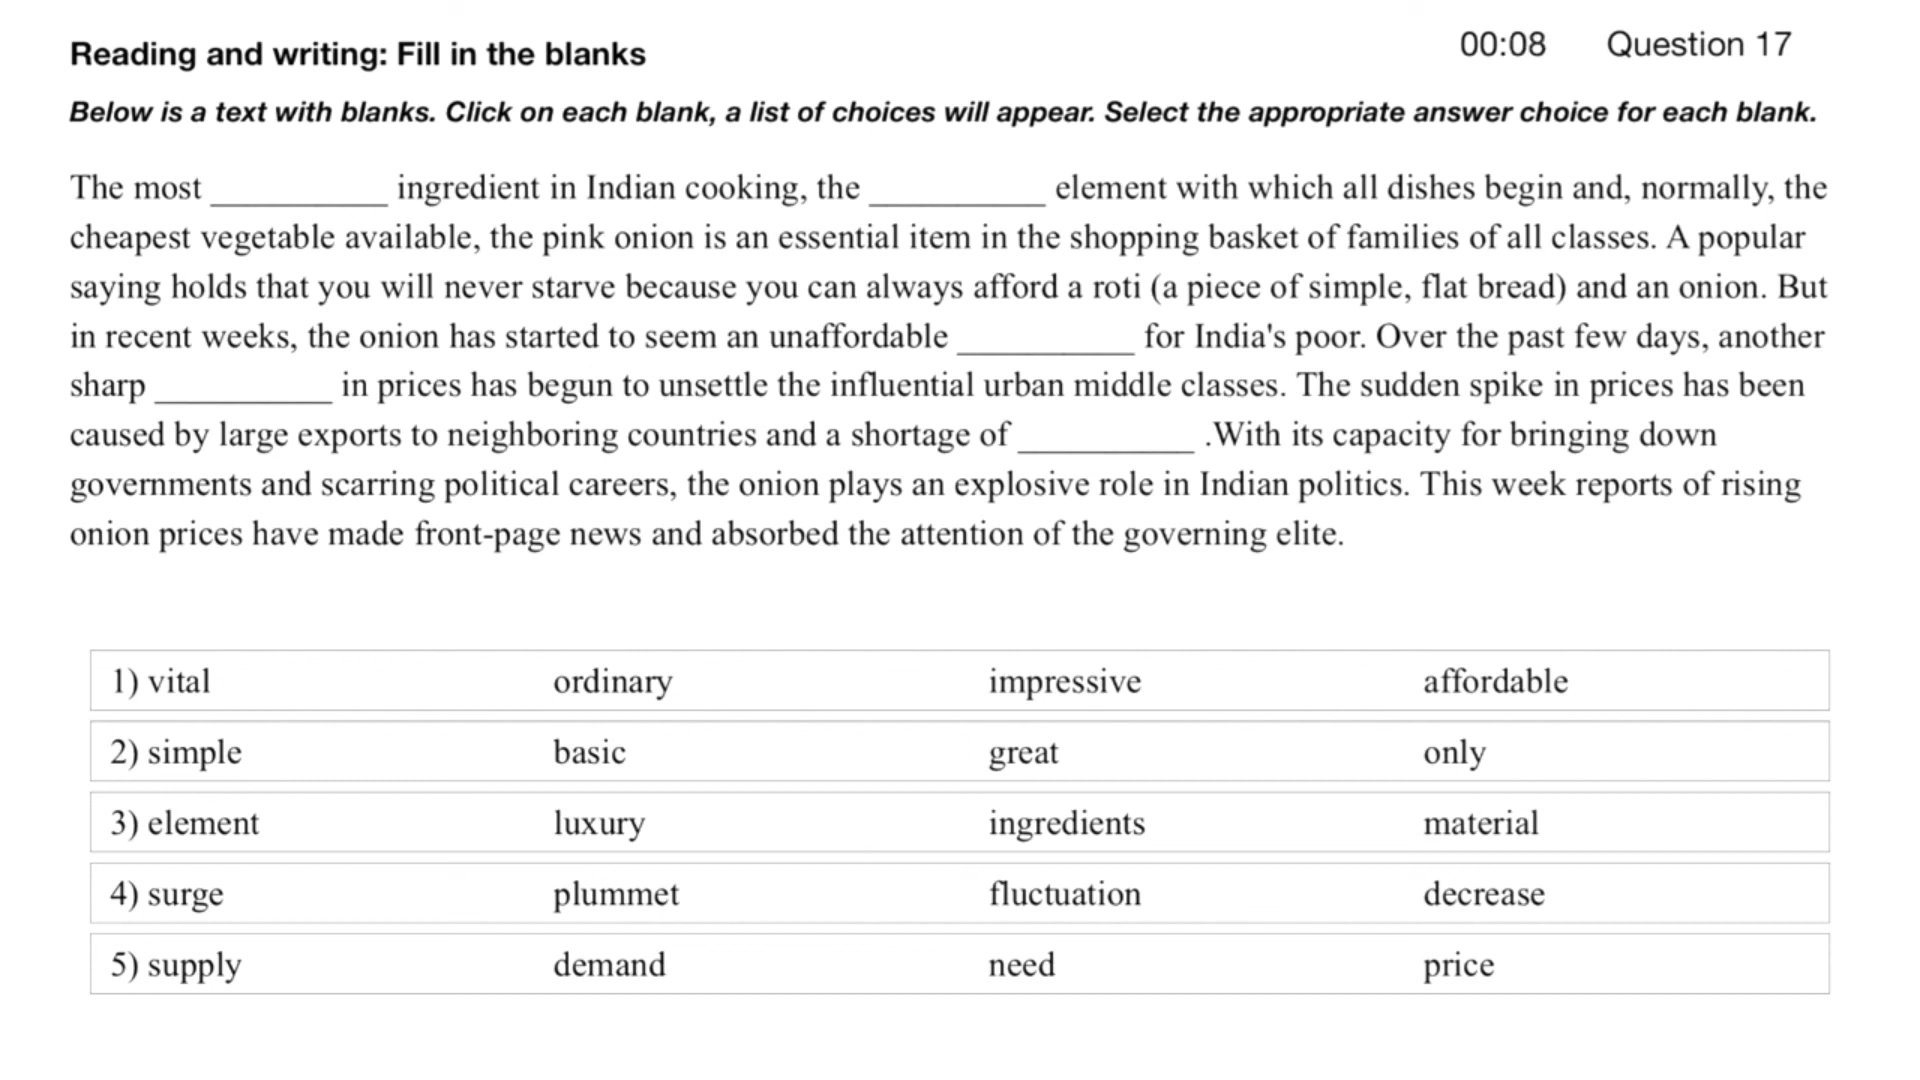 Reading and writing: Fill in the blanks
00:08 Question 17
Below is a text with blanks. Click on each blank, a list of choices will appear. Select the appropriate answer choice for each blank.
The most __________ ingredient in Indian cooking, the __________ element with which all dishes begin and, normally, the
cheapest vegetable available, the pink onion is an essential item in the shopping basket of families of all classes. A popular
saying holds that you will never starve because you can always afford a roti (a piece of simple, flat bread) and an onion. But
in recent weeks, the onion has started to seem an unaffordable __________ for India's poor. Over the past few days, another
sharp __________ in prices has begun to unsettle the influential urban middle classes. The sudden spike in prices has been
caused by large exports to neighboring countries and a shortage of __________ .With its capacity for bringing down
governments and scarring political careers, the onion plays an explosive role in Indian politics. This week reports of rising
onion prices have made front-page news and absorbed the attention of the governing elite.
1) vital ordinary impressive affordable
2) simple basic great only
3) element luxury ingredients material
4) surge plummet fluctuation decrease
5) supply demand need price